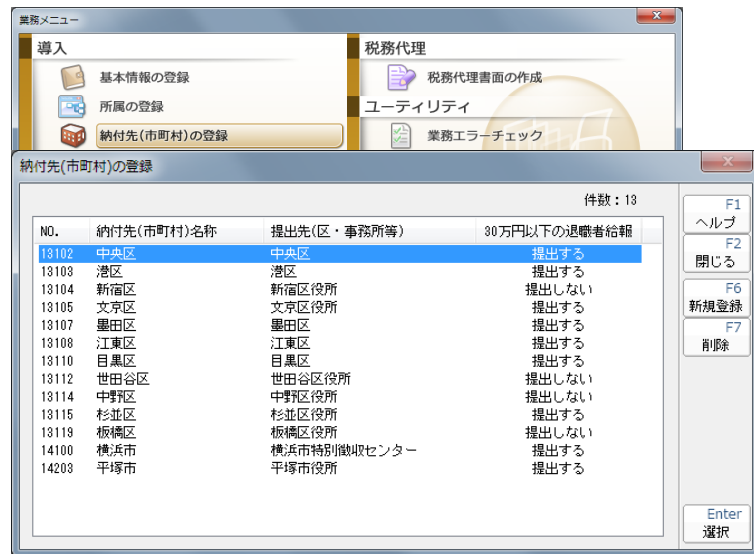 業務メニュー
導入
基本情報の登録
所属の登録
納付先(市町村)の登録
税務代理
税務代理書面の作成
ユーティリティ
業務エラーチェック
納付先(市町村)の登録
件数：13
NO. 納付先(市町村)名称 提出先(区・事務所等) 30万円以下の退職者給報
13102 中央区 中央区 提出する
13103 港区 港区 提出する
13104 新宿区 新宿区役所 提出しない
13105 文京区 文京区役所 提出する
13107 墨田区 墨田区 提出する
13108 江東区 江東区 提出する
13110 目黒区 目黒区 提出する
13112 世田谷区 世田谷区役所 提出しない
13114 中野区 中野区役所 提出しない
13115 杉並区 杉並区役所 提出する
13119 板橋区 板橋区役所 提出しない
14100 横浜市 横浜市特別徴収センター 提出する
14203 平塚市 平塚市役所 提出する
F1
ヘルプ
F2
閉じる
F6
新規登録
F7
削除
Enter
選択